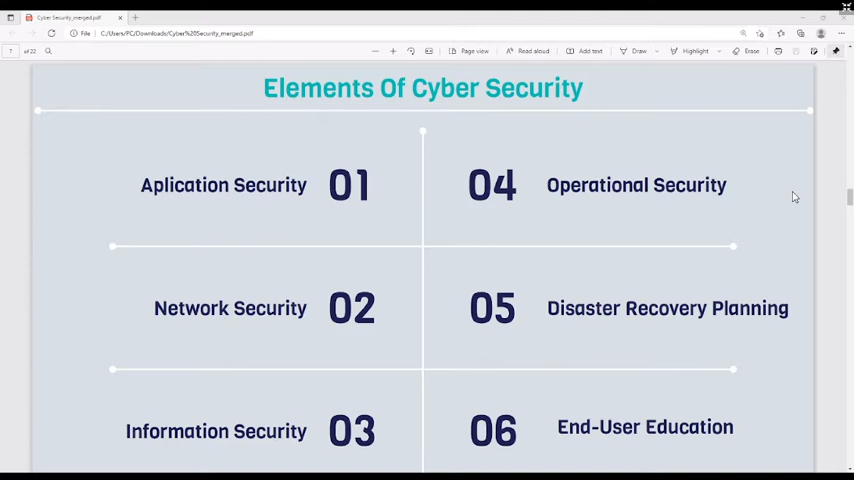 Cyber Security_merged.pdf
File
C:/Users/PC/Downloads/Cyber%20Security_merged.pdf
7 of 22
Page view
Read aloud
Add text
Draw
Highlight
Erase
Elements Of Cyber Security
Aplication Security 01
04 Operational Security
Network Security 02
05 Disaster Recovery Planning
Information Security 03
06 End-User Education